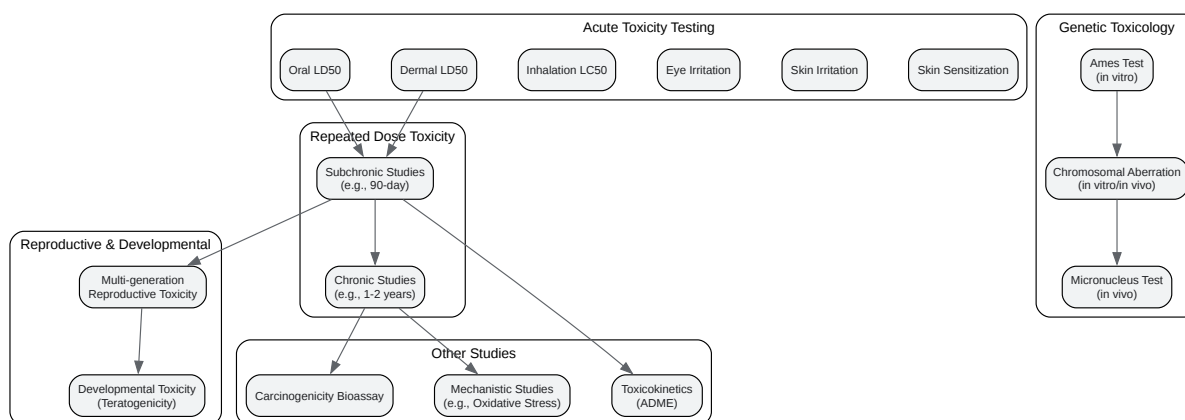 Acute Toxicity Testing
Oral LD50
Dermal LD50
Inhalation LC50
Eye Irritation
Skin Irritation
Skin Sensitization
Genetic Toxicology
Ames Test
(in vitro)
Repeated Dose Toxicity
Subchronic Studies
(e.g., 90-day)
Chromosomal Aberration
(in vitro/in vivo)
Reproductive & Developmental
Multi-generation
Reproductive Toxicity
Chronic Studies
(e.g., 1-2 years)
Micronucleus Test
(in vivo)
Other Studies
Developmental Toxicity
(Teratogenicity)
Carcinogenicity Bioassay
Mechanistic Studies
(e.g., Oxidative Stress)
Toxicokinetics
(ADME)